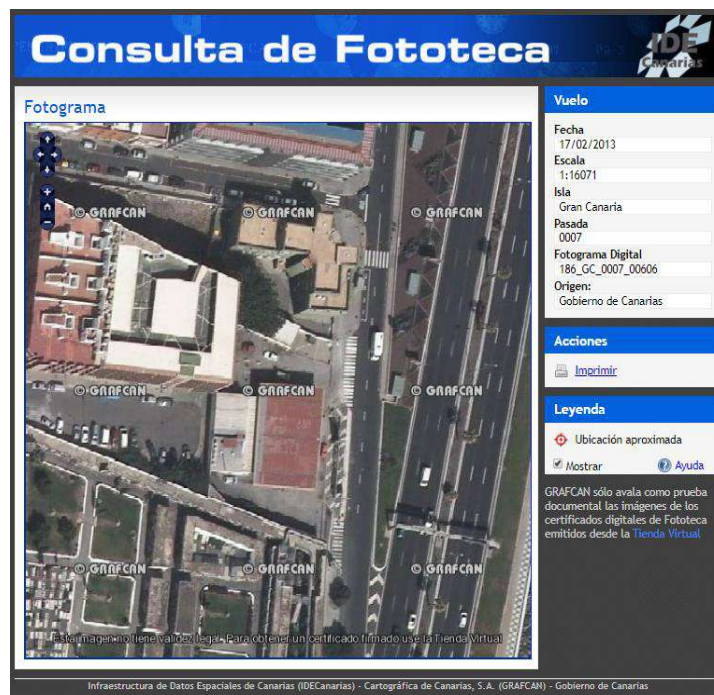 Consulta de Fototeca
IDE
Canarias
Fotograma
© GRAFCAN
© GRAFCAN
© GRAFCAN
© GRAFCAN
© GRAFCAN
© GRAFCAN
© GRAFCAN
© GRAFCAN
© GRAFCAN
Esta imagen no tiene validez legal. Para obtener un certificado firmado use la Tienda Virtual
Vuelo
Fecha
17/02/2013
Escala
1:16071
Isla
Gran Canaria
Pasada
0007
Fotograma Digital
186_GC_0007_00606
Origen:
Gobierno de Canarias
Acciones
Imprimir
Leyenda
Ubicación aproximada
Mostrar
Ayuda
GRAFCAN sólo avala como prueba
documental las imágenes de los
certificados digitales de Fototeca
emitidos desde la Tienda Virtual
Infraestructura de Datos Espaciales de Canarias (IDECanarias) - Cartográfica de Canarias, S.A. (GRAFCAN) - Gobierno de Canarias